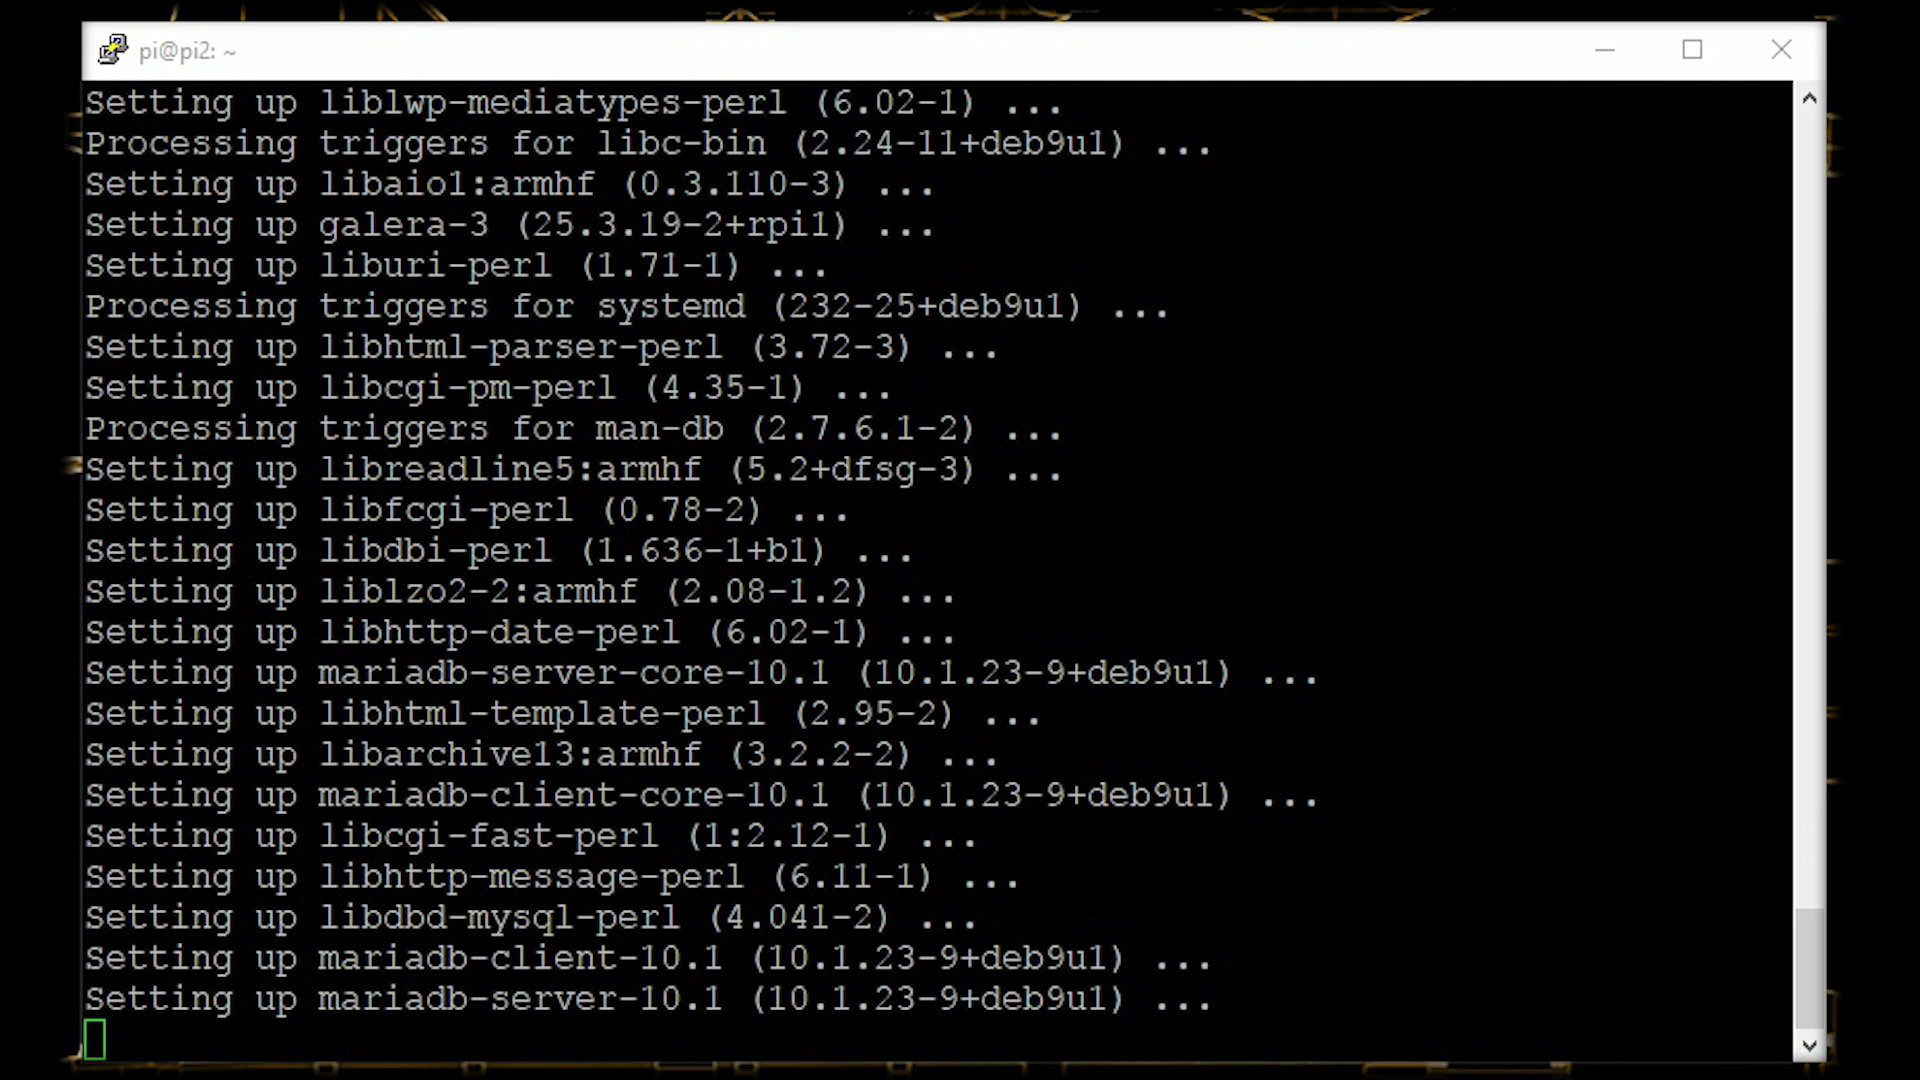 pi@pi2: ~
Setting up liblwp-mediatypes-perl (6.02-1) ...
Processing triggers for libc-bin (2.24-11+deb9u1) ...
Setting up libaio1:armhf (0.3.110-3) ...
Setting up galera-3 (25.3.19-2+rpi1) ...
Setting up liburi-perl (1.71-1) ...
Processing triggers for systemd (232-25+deb9u1) ...
Setting up libhtml-parser-perl (3.72-3) ...
Setting up libcgi-pm-perl (4.35-1) ...
Processing triggers for man-db (2.7.6.1-2) ...
Setting up libreadline5:armhf (5.2+dfsg-3) ...
Setting up libfcgi-perl (0.78-2) ...
Setting up libdbi-perl (1.636-1+b1) ...
Setting up liblzo2-2:armhf (2.08-1.2) ...
Setting up libhttp-date-perl (6.02-1) ...
Setting up mariadb-server-core-10.1 (10.1.23-9+deb9u1) ...
Setting up libhtml-template-perl (2.95-2) ...
Setting up libarchive13:armhf (3.2.2-2) ...
Setting up mariadb-client-core-10.1 (10.1.23-9+deb9u1) ...
Setting up libcgi-fast-perl (1:2.12-1) ...
Setting up libhttp-message-perl (6.11-1) ...
Setting up libdbd-mysql-perl (4.041-2) ...
Setting up mariadb-client-10.1 (10.1.23-9+deb9u1) ...
Setting up mariadb-server-10.1 (10.1.23-9+deb9u1) ...